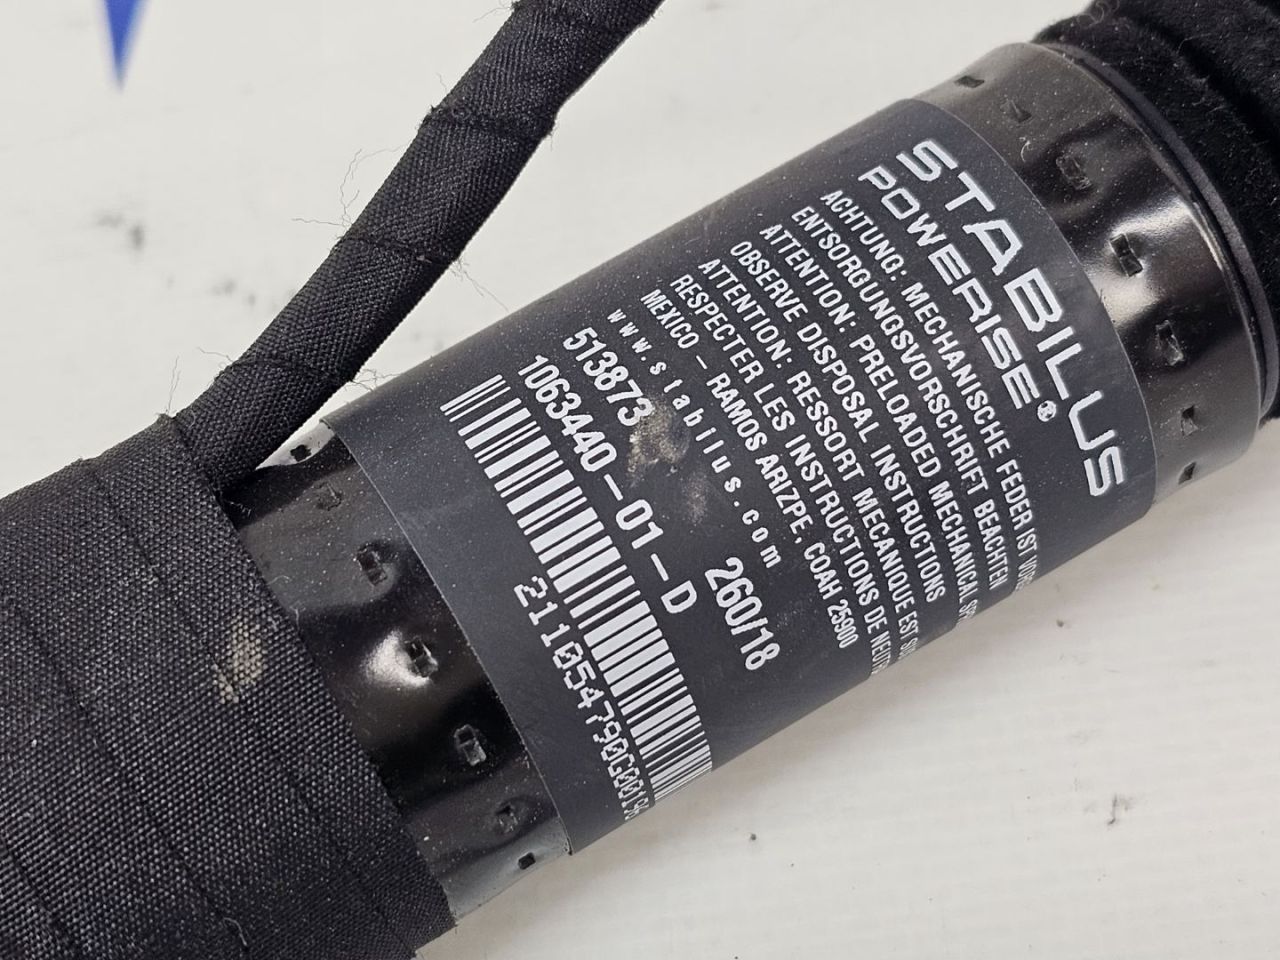 STABILUS
POWERISE®
ACHTUNG: MECHANISCHE FEDER IST
ENTSORGUNGSVORSCHRIFT BEACHTEN
ATTENTION: PRELOADED MECHANICAL
OBSERVE DISPOSAL INSTRUCTIONS
ATTENTION: RESSORT MECANIQUE EST
RESPECTER LES INSTRUCTIONS DE
MEXICO – RAMOS ARIZPE, COAH 25900
www.stabilus.com
513873 260/18
1063440-01-D